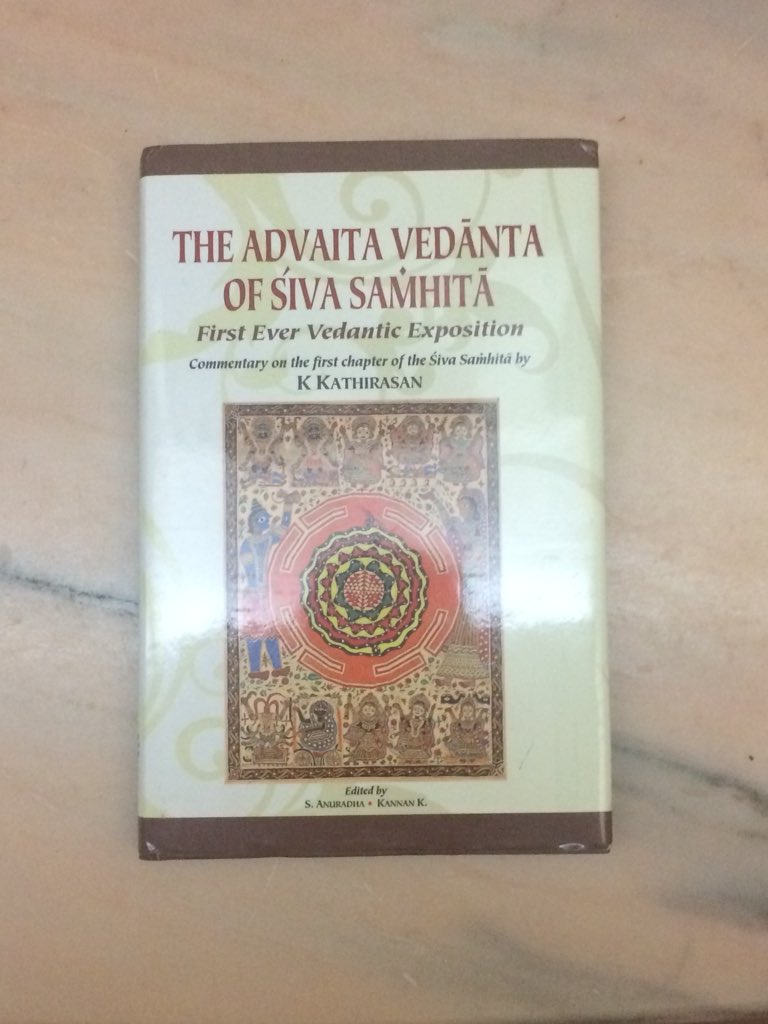 THE ADVAITA VEDĀNTA
OF ŚIVA SAṀHITĀ
First Ever Vedantic Exposition
Commentary on the first chapter of the Śiva Saṁhitā by
K KATHIRASAN
Edited by
S. ANURADHA • KANNAN K.